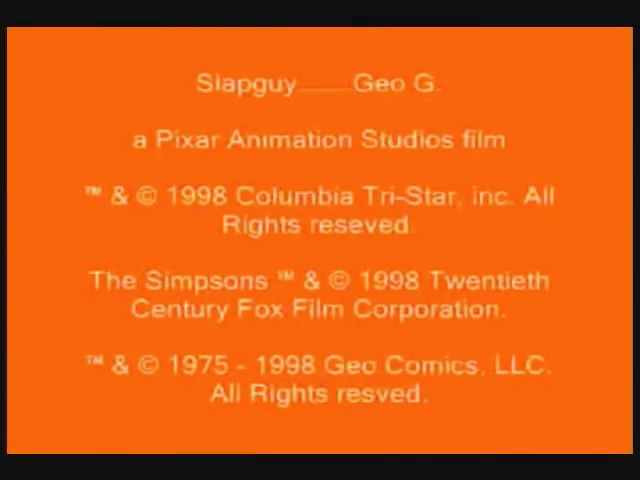 Slapguy.......Geo G.
a Pixar Animation Studios film
™ & © 1998 Columbia Tri-Star, inc. All
Rights reseved.
The Simpsons ™ & © 1998 Twentieth
Century Fox Film Corporation.
™ & © 1975 - 1998 Geo Comics, LLC.
All Rights resved.